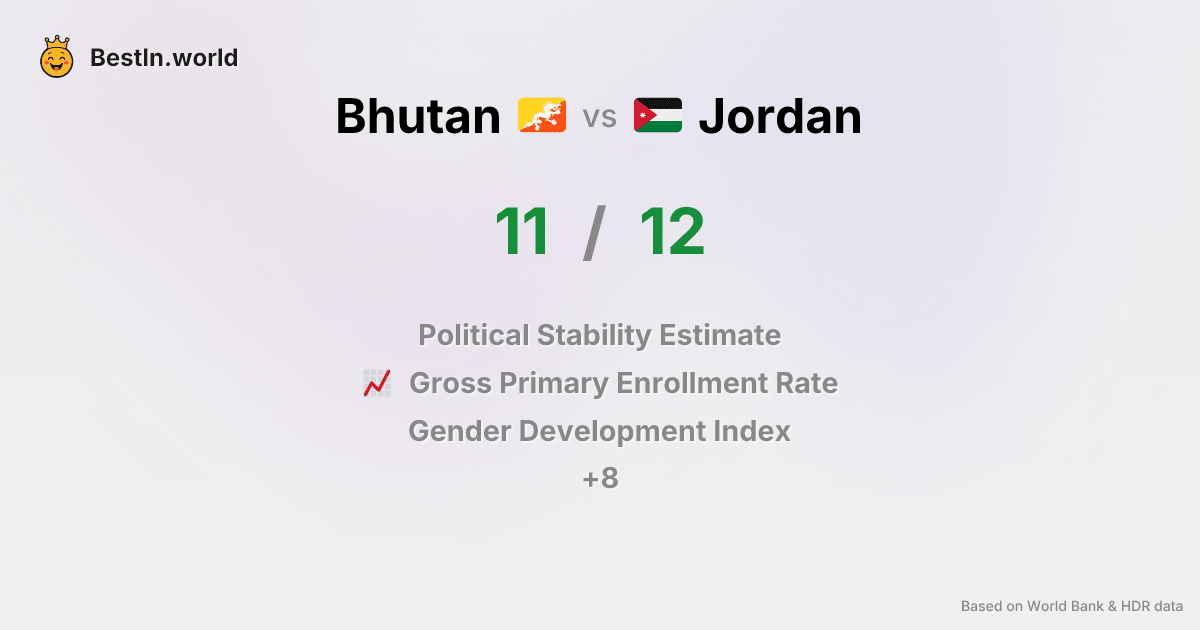 BestIn.world
Bhutan vs Jordan
11 / 12
Political Stability Estimate
Gross Primary Enrollment Rate
Gender Development Index
+8
Based on World Bank & HDR data